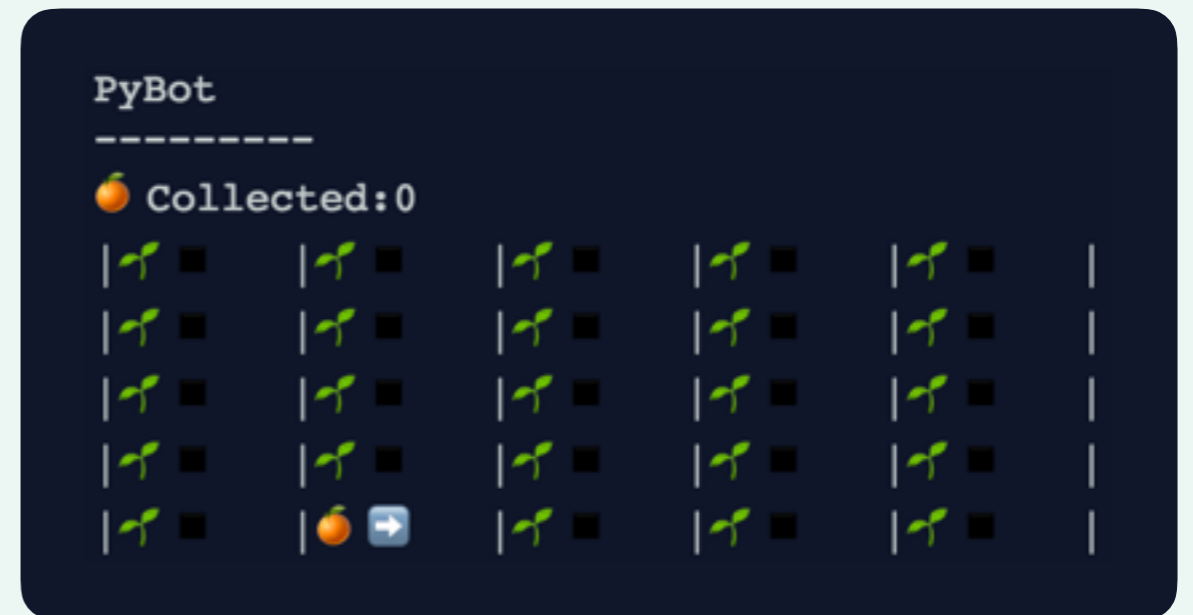 PyBot
---------
🍊 Collected:0
|🌱 ◾ |🌱 ◾ |🌱 ◾ |🌱 ◾ |🌱 ◾ |
|🌱 ◾ |🌱 ◾ |🌱 ◾ |🌱 ◾ |🌱 ◾ |
|🌱 ◾ |🌱 ◾ |🌱 ◾ |🌱 ◾ |🌱 ◾ |
|🌱 ◾ |🌱 ◾ |🌱 ◾ |🌱 ◾ |🌱 ◾ |
|🌱 ◾ |🍊 ➡️ |🌱 ◾ |🌱 ◾ |🌱 ◾ |